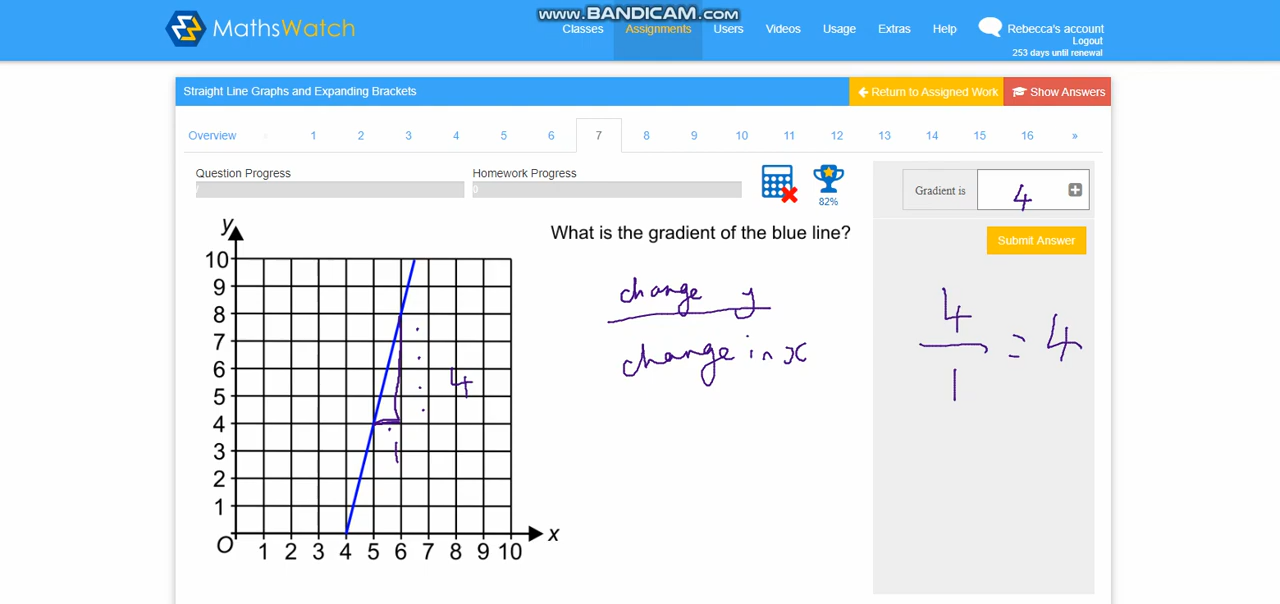 www.BANDICAM.com
MathsWatch
Classes Assignments Users Videos Usage Extras Help Rebecca's account
Logout
253 days until renewal
Straight Line Graphs and Expanding Brackets
Return to Assigned Work
Show Answers
Overview 1 2 3 4 5 6 7 8 9 10 11 12 13 14 15 16 »
Question Progress
Homework Progress
0
82%
Gradient is 4
Submit Answer
What is the gradient of the blue line?
change y
change in x
4
1
= 4
y
10
9
8
7
6
5
4
3
2
1
O
1 2 3 4 5 6 7 8 9 10
x
4
1